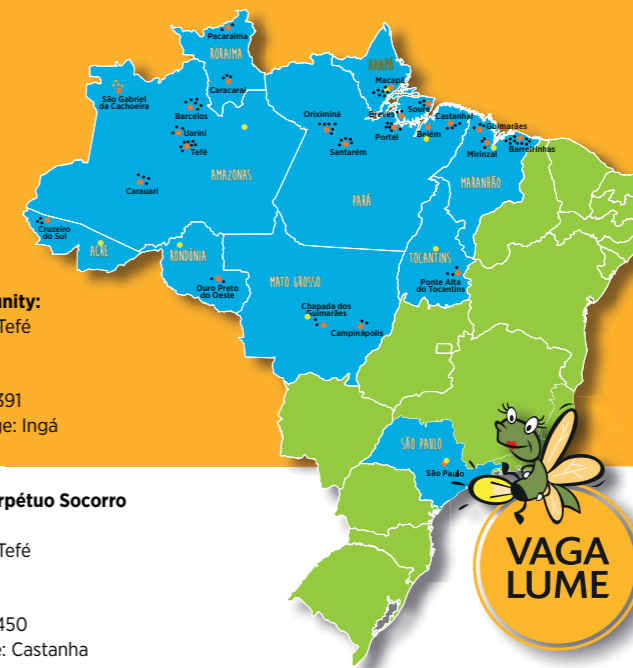 Pacaraima
RORAIMA
Caracaraí
São Gabriel
da Cachoeira
Barcelos
Uarini
Tefé
Carauari
AMAZONAS
Cruzeiro
do Sul
ACRE
RONDÔNIA
Ouro Preto
do Oeste
Oriximiná
Santarém
PARÁ
AMAPÁ
Macapá
Breves
Soure
Portel
Belém
Castanhal
Guimarães
Mirinzal
Barreirinhas
MARANHÃO
TOCANTINS
Ponte Alta
do Tocantins
MATO GROSSO
Chapada dos
Guimarães
Campinápolis
SÃO PAULO
São Paulo
VAGA
LUME
unity:
Tefé
391
ge: Ingá
rpétuo Socorro
Tefé
450
e: Castanha